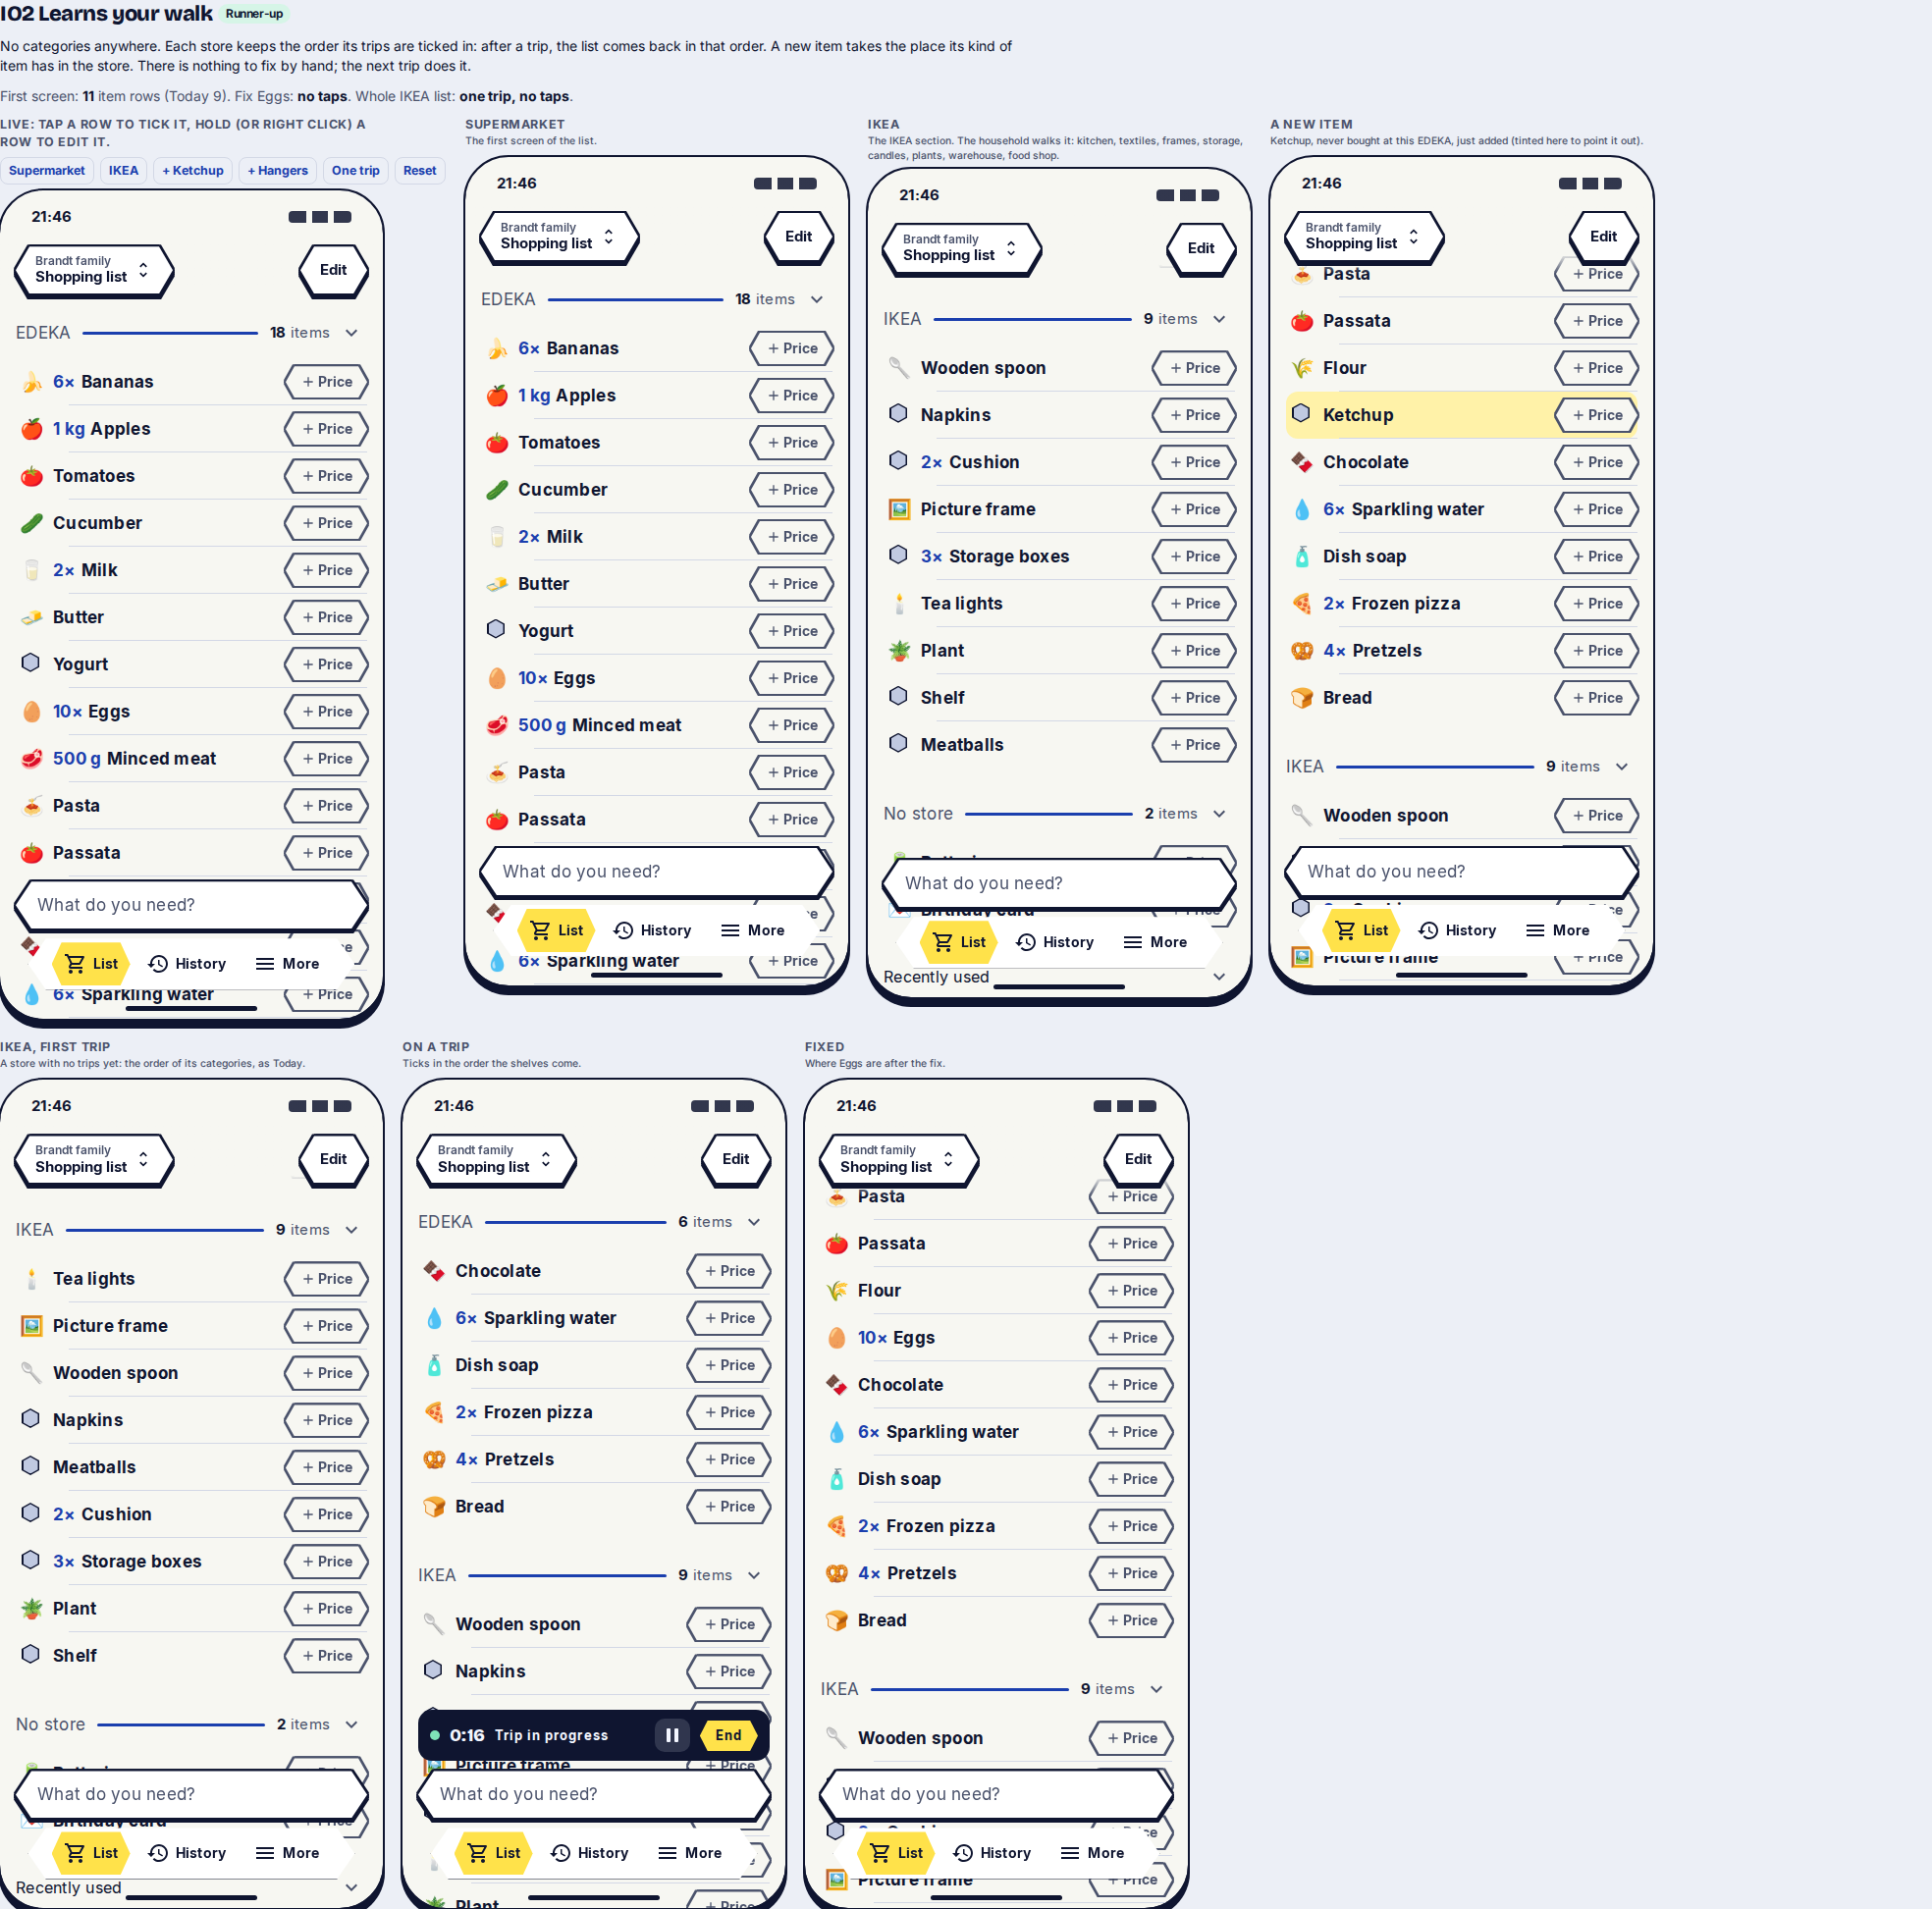 IO2 Learns your walk Runner-up
No categories anywhere. Each store keeps the order its trips are ticked in: after a trip, the list comes back in that order. A new item takes the place its kind of
item has in the store. There is nothing to fix by hand; the next trip does it.
First screen: 11 item rows (Today 9). Fix Eggs: no taps. Whole IKEA list: one trip, no taps.
LIVE: TAP A ROW TO TICK IT, HOLD (OR RIGHT CLICK) A
ROW TO EDIT IT.
Supermarket IKEA + Ketchup + Hangers One trip Reset
21:46
Brandt family
Shopping list
Edit
EDEKA 18 items
6× Bananas + Price
1 kg Apples + Price
Tomatoes + Price
Cucumber + Price
2× Milk + Price
Butter + Price
Yogurt + Price
10× Eggs + Price
500 g Minced meat + Price
Pasta + Price
Passata + Price
What do you need?
List History More
6× Sparkling water + Price
SUPERMARKET
The first screen of the list.
21:46
Brandt family
Shopping list
Edit
EDEKA 18 items
6× Bananas + Price
1 kg Apples + Price
Tomatoes + Price
Cucumber + Price
2× Milk + Price
Butter + Price
Yogurt + Price
10× Eggs + Price
500 g Minced meat + Price
Pasta + Price
Passata + Price
What do you need?
List History More
6× Sparkling water + Price
IKEA
The IKEA section. The household walks it: kitchen, textiles, frames, storage,
candles, plants, warehouse, food shop.
21:46
Brandt family
Shopping list
Edit
IKEA 9 items
Wooden spoon + Price
Napkins + Price
2× Cushion + Price
Picture frame + Price
3× Storage boxes + Price
Tea lights + Price
Plant + Price
Shelf + Price
Meatballs + Price
No store 2 items
What do you need?
Birthday card
List History More
Recently used
A NEW ITEM
Ketchup, never bought at this EDEKA, just added (tinted here to point it out).
21:46
Brandt family
Shopping list
Edit
Pasta + Price
Passata + Price
Flour + Price
Ketchup + Price
Chocolate + Price
6× Sparkling water + Price
Dish soap + Price
2× Frozen pizza + Price
4× Pretzels + Price
Bread + Price
IKEA 9 items
Wooden spoon + Price
What do you need?
List History More
Picture frame + Price
IKEA, FIRST TRIP
A store with no trips yet: the order of its categories, as Today.
21:46
Brandt family
Shopping list
Edit
IKEA 9 items
Tea lights + Price
Picture frame + Price
Wooden spoon + Price
Napkins + Price
Meatballs + Price
2× Cushion + Price
3× Storage boxes + Price
Plant + Price
Shelf + Price
No store 2 items
What do you need?
Birthday card
List History More
Recently used
ON A TRIP
Ticks in the order the shelves come.
21:46
Brandt family
Shopping list
Edit
EDEKA 6 items
Chocolate + Price
6× Sparkling water + Price
Dish soap + Price
2× Frozen pizza + Price
4× Pretzels + Price
Bread + Price
IKEA 9 items
Wooden spoon + Price
Napkins + Price
0:16 Trip in progress End
Picture frame + Price
What do you need?
List History More
Plant + Price
FIXED
Where Eggs are after the fix.
21:46
Brandt family
Shopping list
Edit
Pasta + Price
Passata + Price
Flour + Price
10× Eggs + Price
Chocolate + Price
6× Sparkling water + Price
Dish soap + Price
2× Frozen pizza + Price
4× Pretzels + Price
Bread + Price
IKEA 9 items
Wooden spoon + Price
What do you need?
List History More
Picture frame + Price